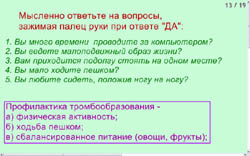 13 / 19
Мысленно ответьте на вопросы,
зажимая палец руки при ответе "ДА":
1. Вы много времени проводите за компьютером?
2. Вы ведете малоподвижный образ жизни?
3. Вам приходится подолгу стоять на одном месте?
4. Вы мало ходите пешком?
5. Вы любите сидеть, положив ногу на ногу?
Профилактика тромбообразования -
а) физическая активность;
б) ходьба пешком;
в) сбалансированное питание (овощи, фрукты);